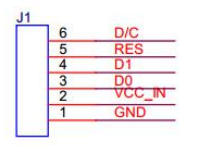 J1
6 D/C
5 RES
4 D1
3 D0
2 VCC_IN
1 GND